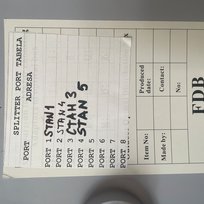 SPLITTER PORT TABELA
PORT ADRESA
PORT 1 STAN 1
PORT 2 STAN 4
PORT 3 STAN 3
PORT 4 STAN 5
PORT 5
PORT 6
PORT 7
PORT 8
Produced date:
Contact:
No:
Item No:
Made by:
FDB